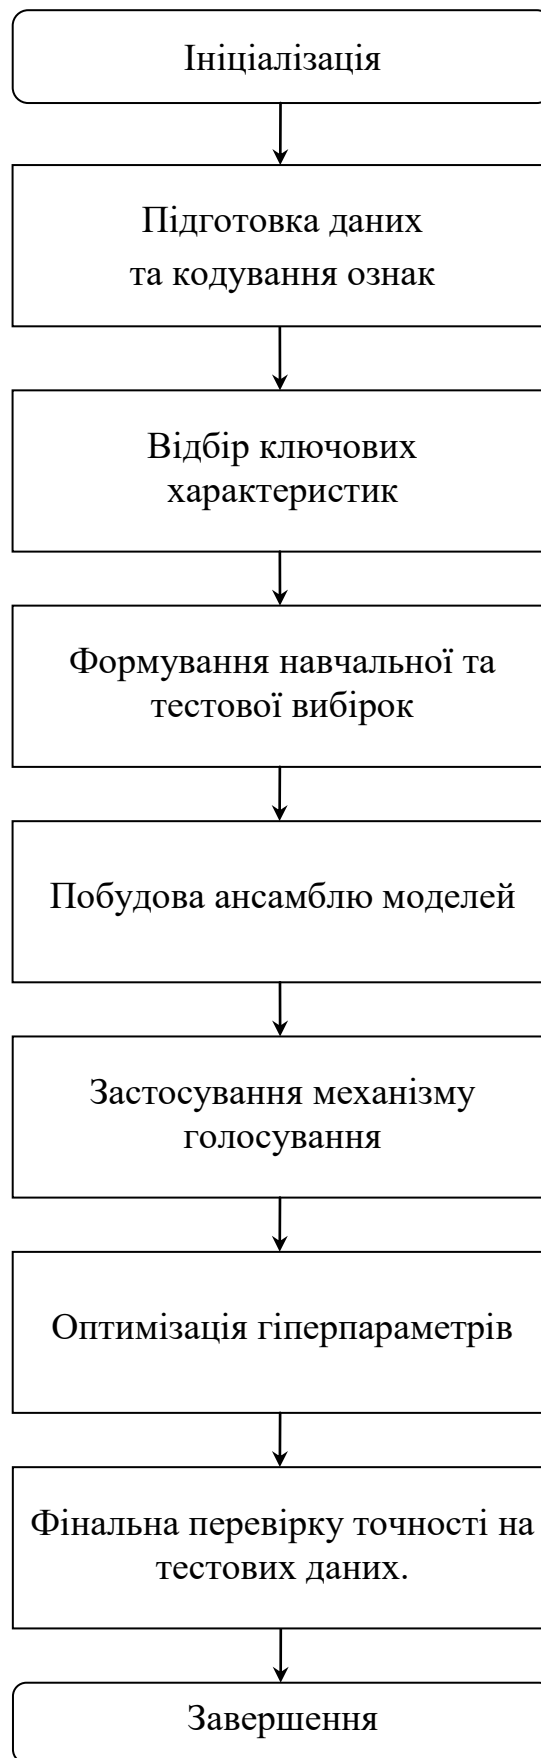 Ініціалізація
Підготовка даних
та кодування ознак
Відбір ключових
характеристик
Формування навчальної та
тестової вибірок
Побудова ансамблю моделей
Застосування механізму
голосування
Оптимізація гіперпараметрів
Фінальна перевірку точності на
тестових даних.
Завершення